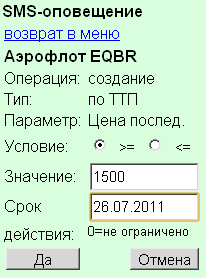 SMS-оповещение
возврат в меню
Аэрофлот EQBR
Операция: создание
Тип: по ТТП
Параметр: Цена послед.
Условие: >= <=
Значение: 1500
Срок 26.07.2011
действия: 0=не ограничено
Да Отмена